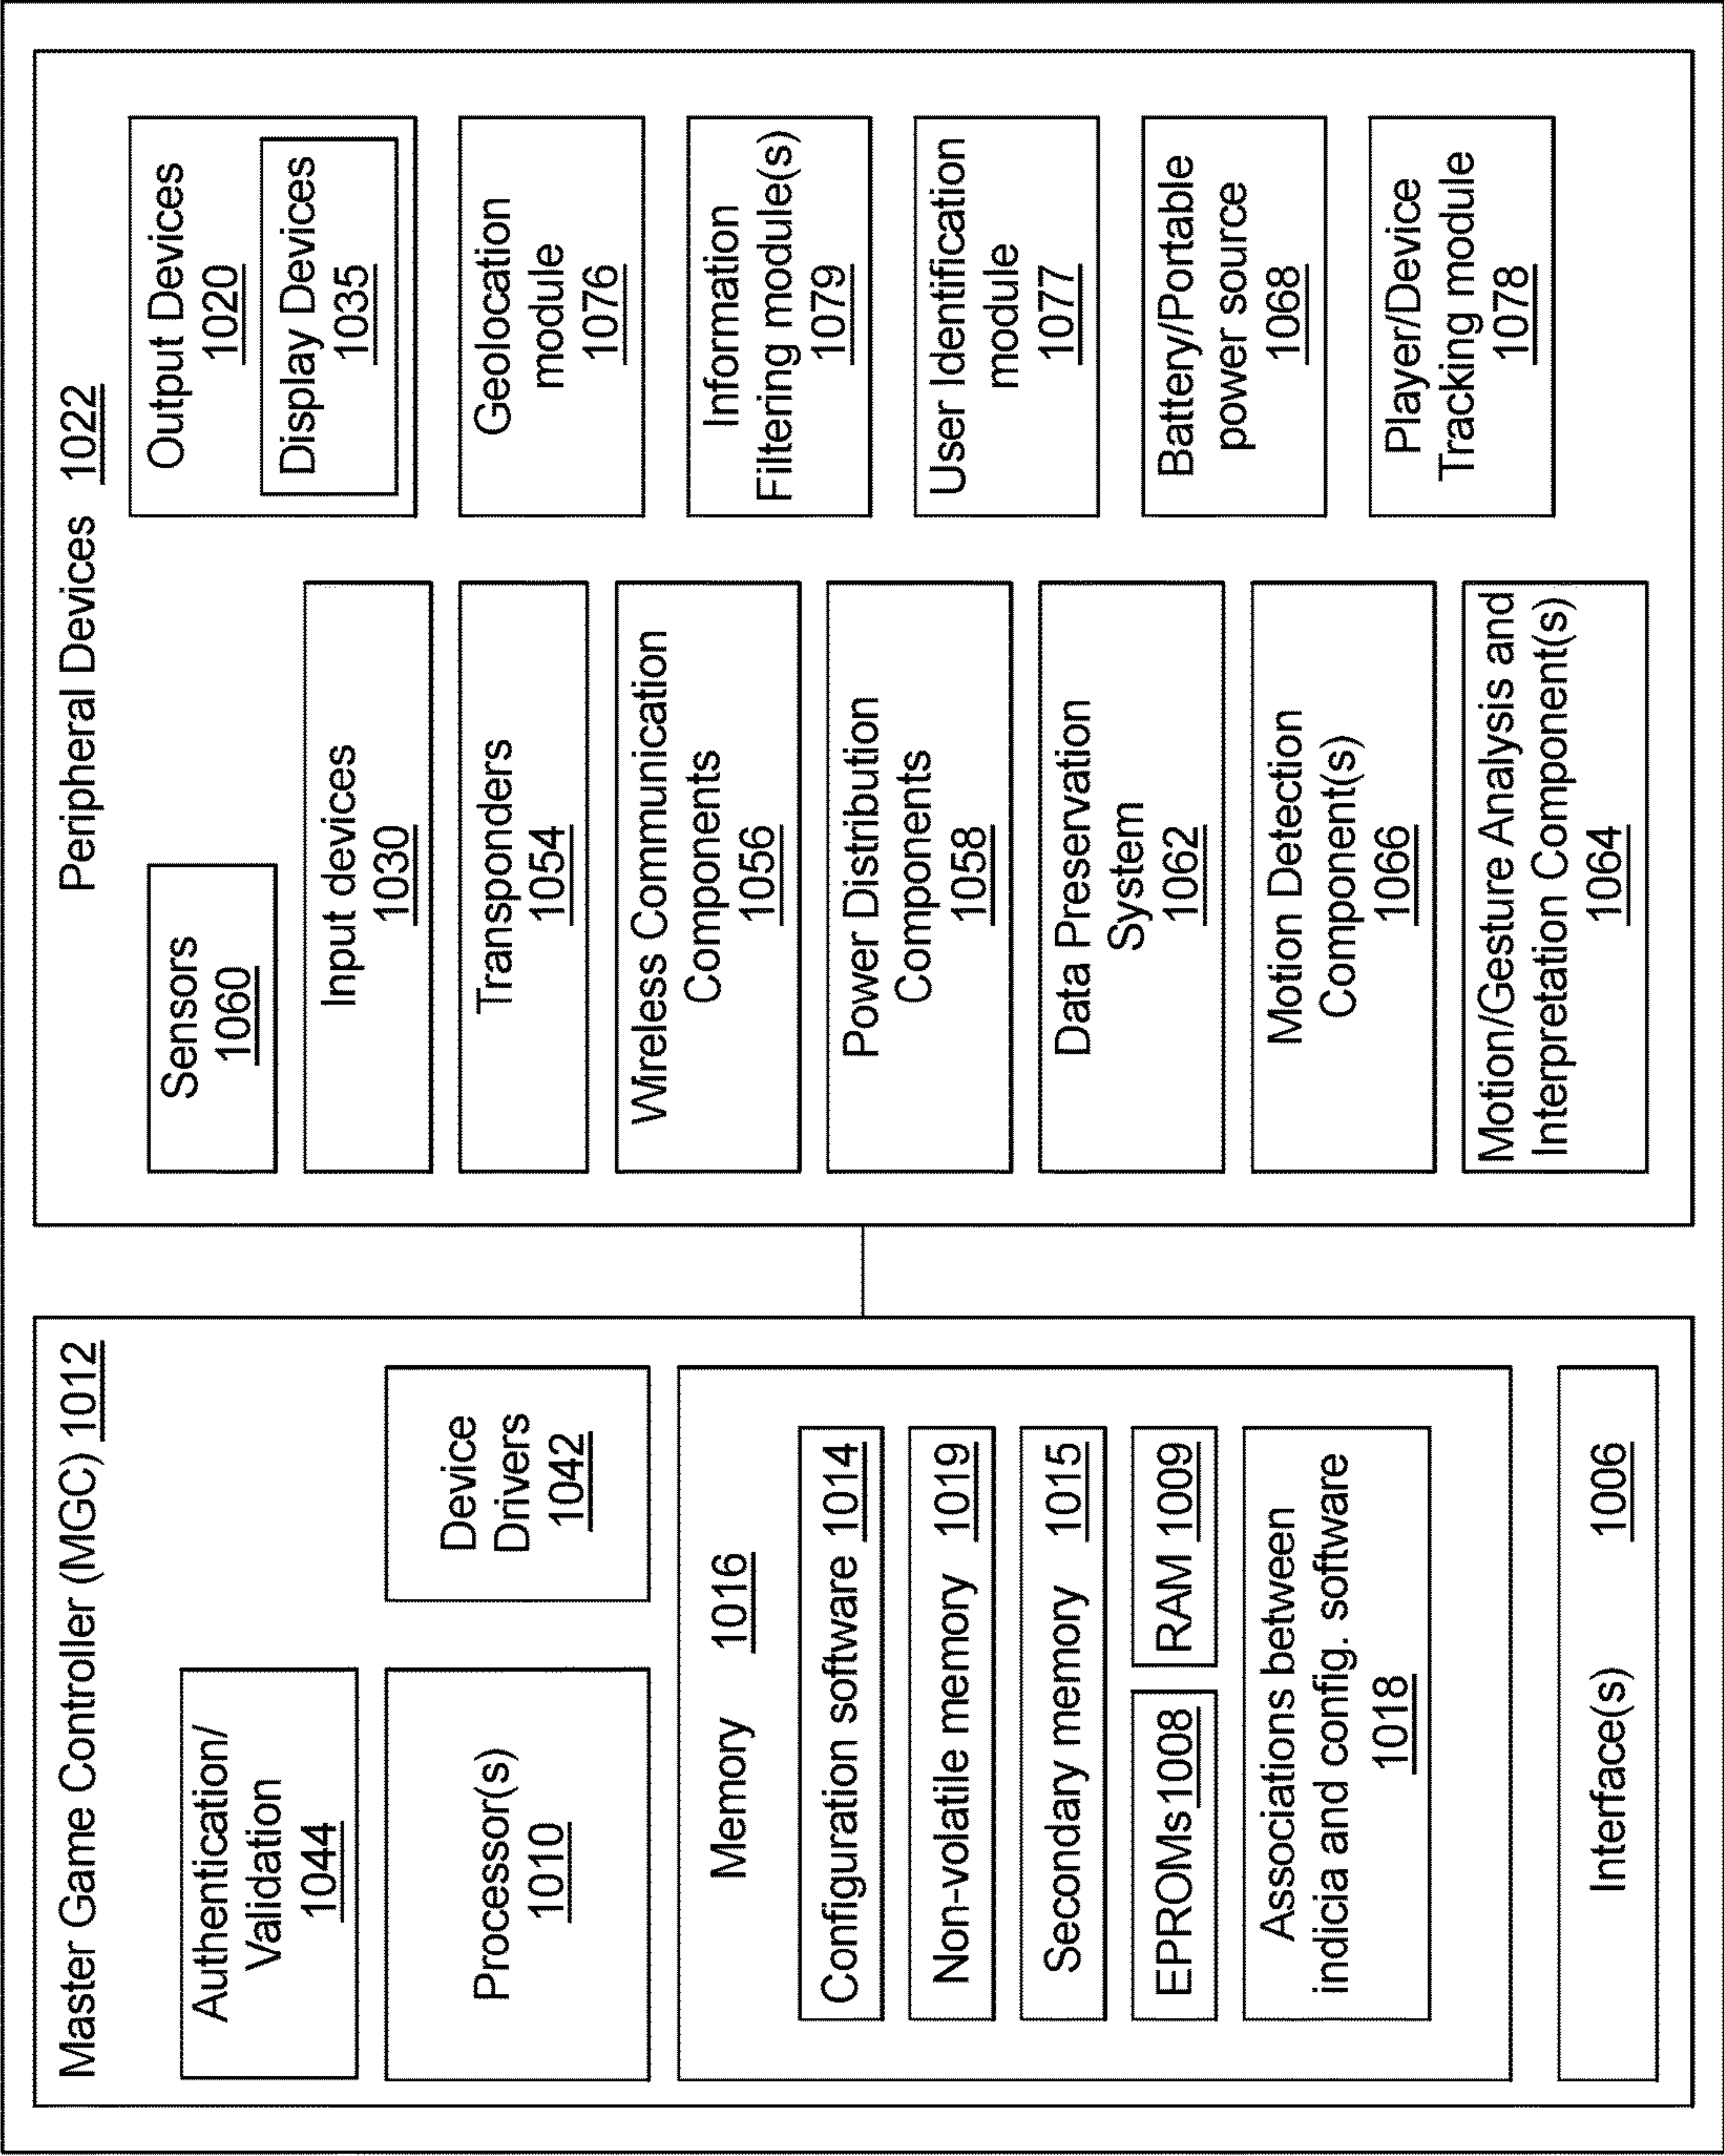 Master Game Controller (MGC) 1012
Authentication/
Validation
1044
Processor(s)
1010
Device
Drivers
1042
Memory 1016
Configuration software 1014
Non-volatile memory 1019
Secondary memory 1015
EPROMs 1008
RAM 1009
Associations between
indicia and config. software
1018
Interface(s) 1006
Peripheral Devices 1022
Sensors
1060
Input devices
1030
Transponders
1054
Wireless Communication
Components
1056
Power Distribution
Components
1058
Data Preservation
System
1062
Motion Detection
Component(s)
1066
Motion/Gesture Analysis and
Interpretation Component(s)
1064
Output Devices
1020
Display Devices
1035
Geolocation
module
1076
Information
Filtering module(s)
1079
User Identification
module
1077
Battery/Portable
power source
1068
Player/Device
Tracking module
1078